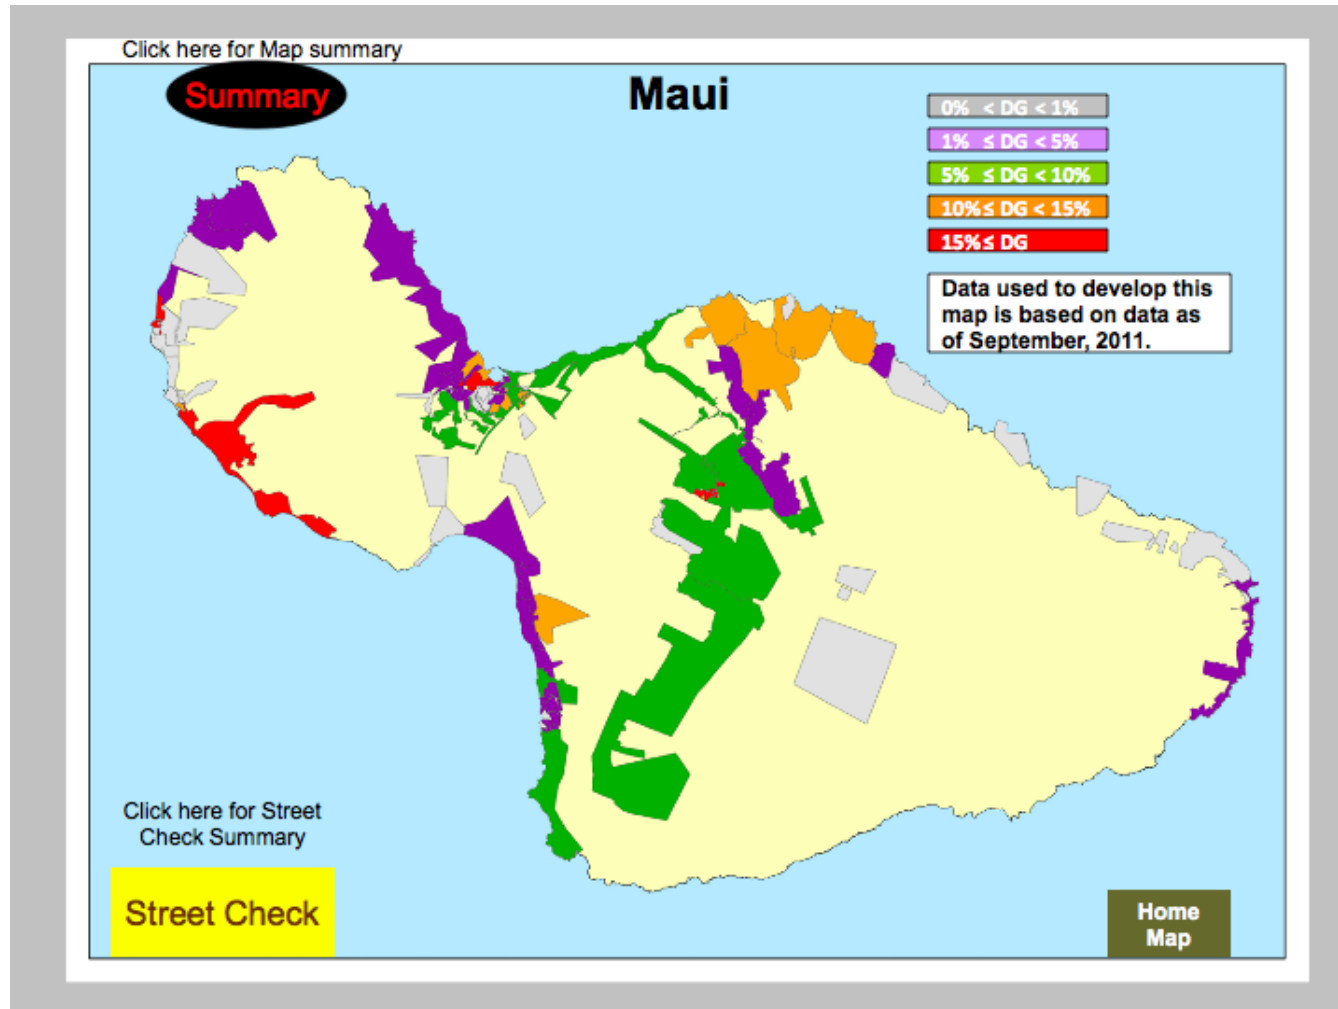 Click here for Map summary
Summary
Maui
0% < DG < 1%
1% ≤ DG < 5%
5% ≤ DG < 10%
10%≤ DG < 15%
15%≤ DG
Data used to develop this
map is based on data as
of September, 2011.
Click here for Street
Check Summary
Street Check
Home
Map